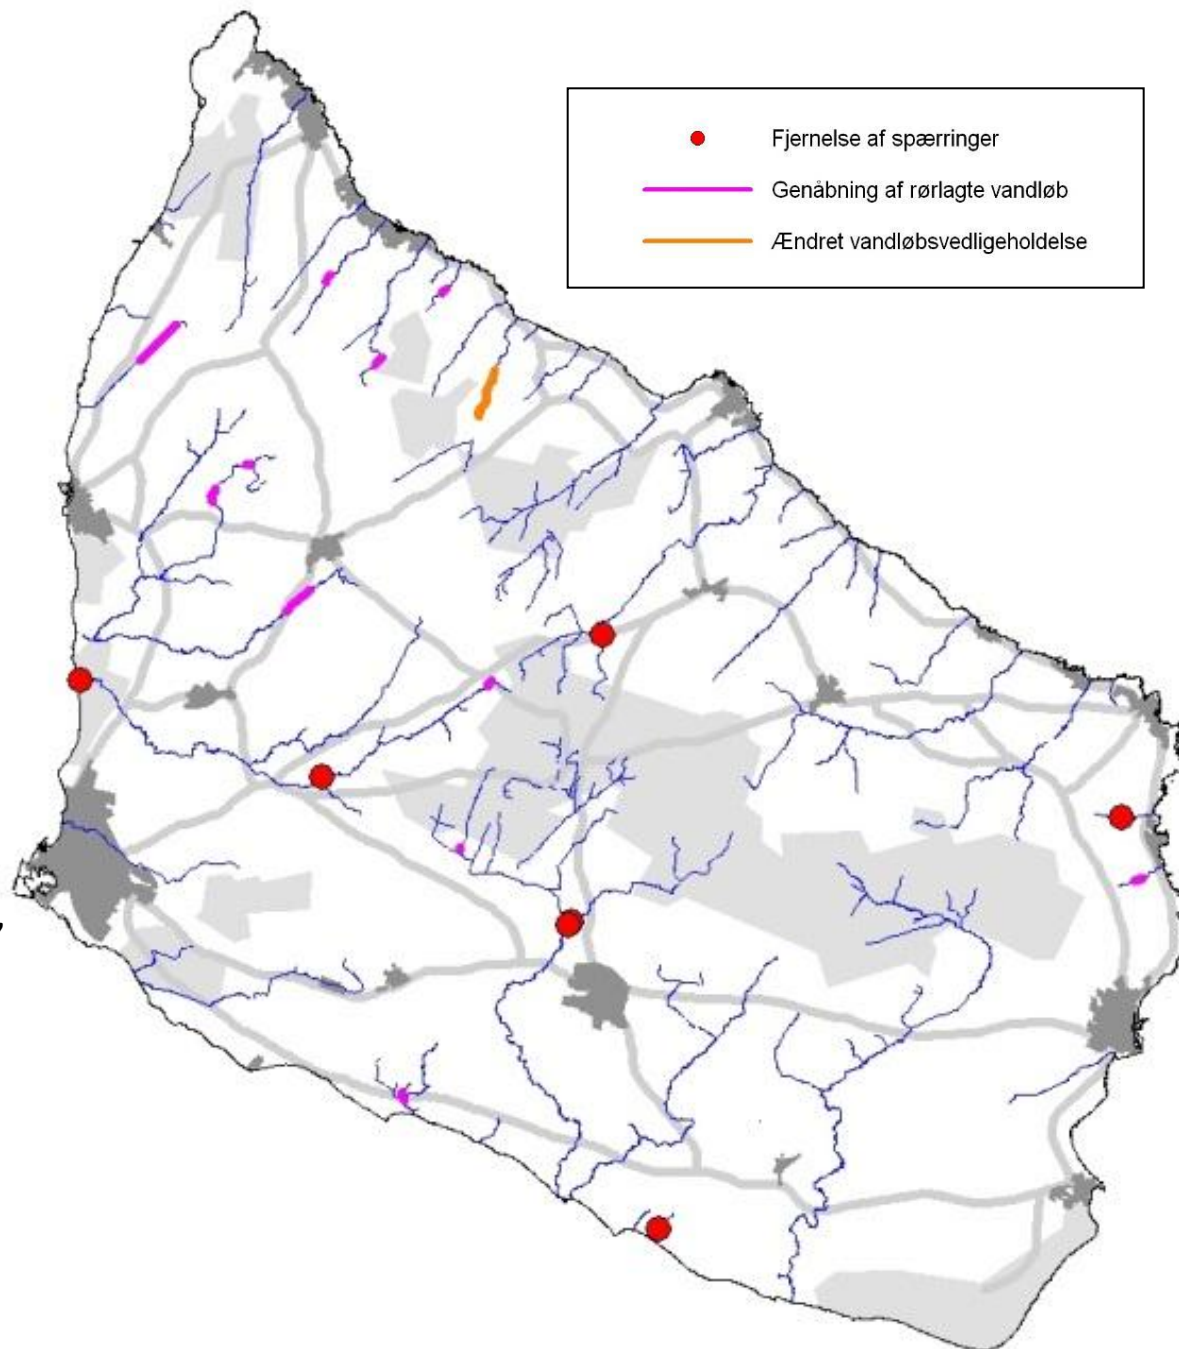 Fjernelse af spærringer
Genåbning af rørlagte vandløb
Ændret vandløbsvedligeholdelse